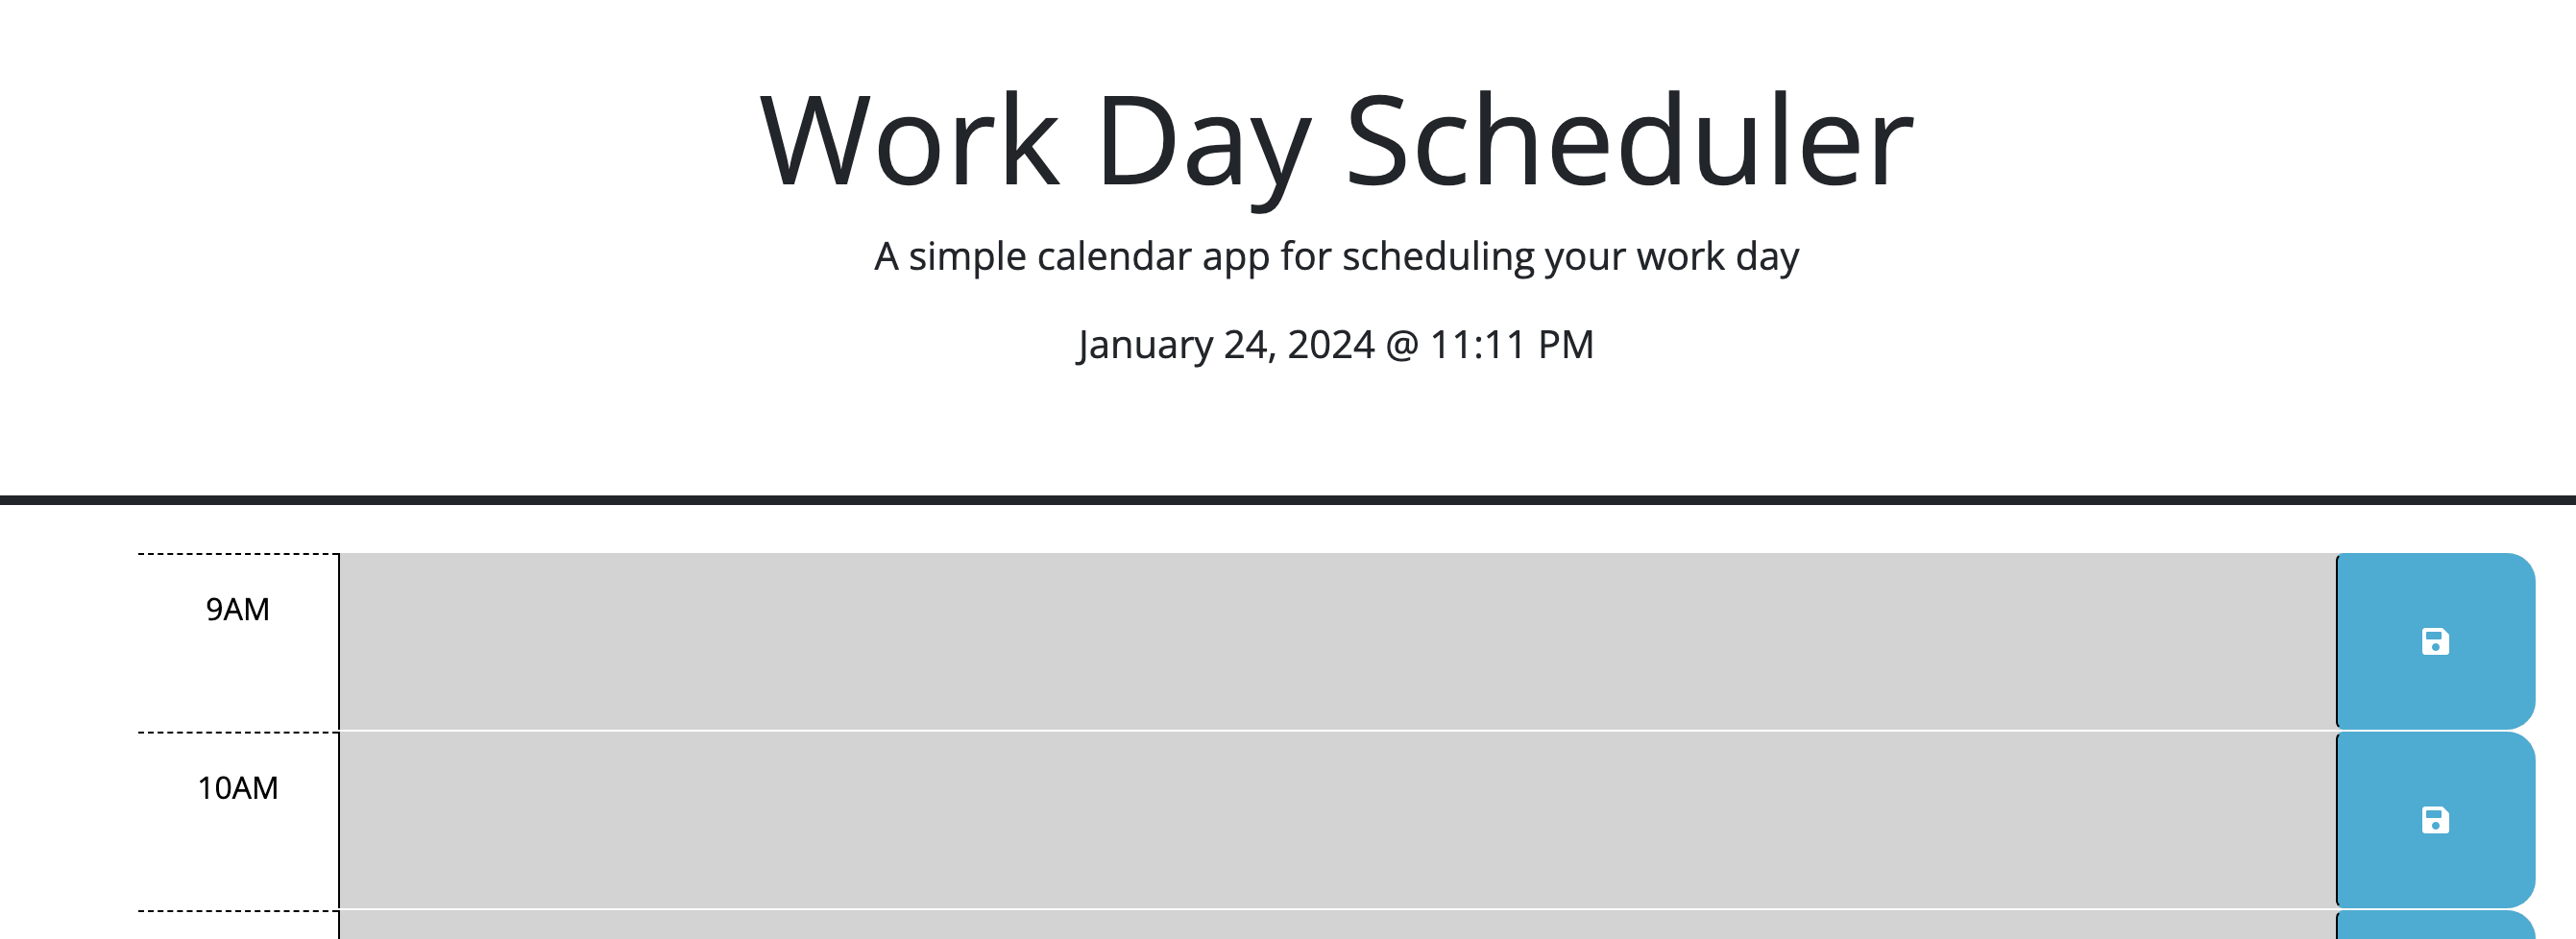 Work Day Scheduler
A simple calendar app for scheduling your work day
January 24, 2024 @ 11:11 PM
9AM
10AM